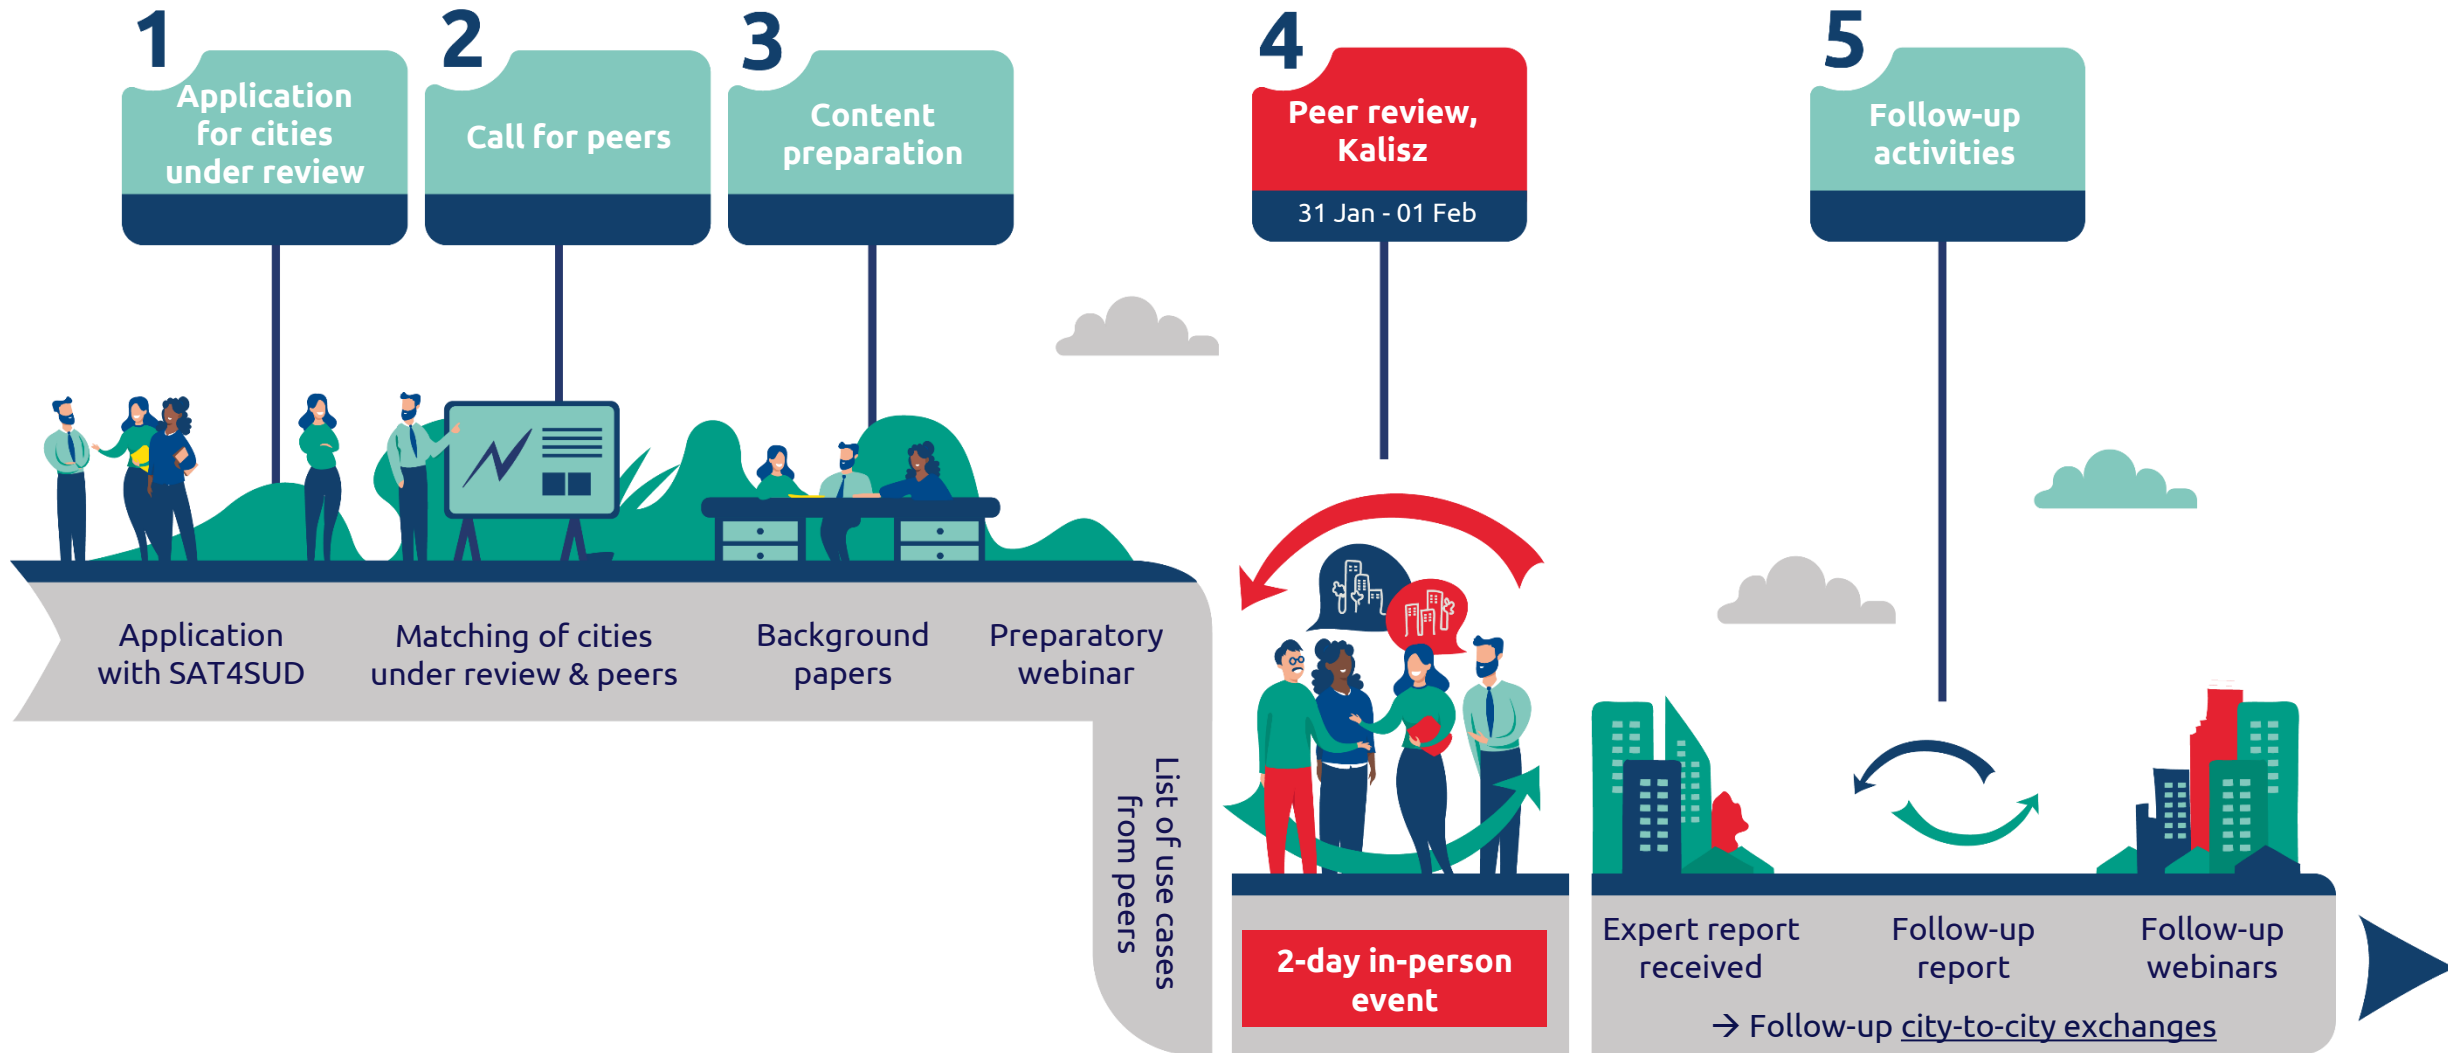 1
Application
for cities
under review
2
Call for peers
3
Content
preparation
4
Peer review,
Kalisz
31 Jan - 01 Feb
5
Follow-up
activities
Application
with SAT4SUD
Matching of cities
under review & peers
Background
papers
Preparatory
webinar
List of use cases
from peers
2-day in-person
event
Expert report
received
Follow-up
report
Follow-up
webinars
→ Follow-up city-to-city exchanges